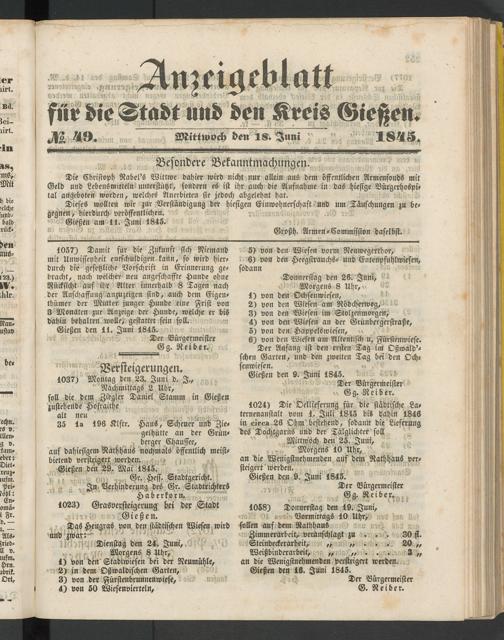 Anzeigeblatt
für die Stadt und den Kreis Gießen.
№ 49. Mittwoch den 18. Juni 1845.
Besondere Bekanntmachungen.
Die Christoph Nabel's Wittwe dahier wird nicht nur allein aus dem öffentlichen Armenfonds mit
Geld und Lebensmitteln unterstützt, sondern es ist ihr auch die Aufnahme in das hiesige Bürgerhospi-
tal angeboten worden, welches Anerbieten sie jedoch abgelehnt hat.
Dieses wollten wir zur Verständigung der hiesigen Einwohnerschaft und um Täuschungen zu be-
gegnen, hierdurch veröffentlichen.
Gießen am 11. Juni 1845.
Großh. Armen-Commission daselbst.
1057) Damit für die Zukunft sich Niemand
mit Unwissenheit entschuldigen kann, so wird hier-
durch die gesetzliche Vorschrift in Erinnerung ge-
bracht, nach welcher neu angeschaffte Hunde ohne
Rücksicht auf ihr Alter innerhalb 8 Tagen nach
der Anschaffung anzuzeigen sind, auch dem Eigen-
thümer der Mutter junger Hunde nur Frist von
3 Monaten zur Anzeige der Hunde, welche er bis
dahin behalten will, gestattet sein soll.
Gießen den 11. Juni 1845.
Der Bürgermeister
Gg. Reiber.
Versteigerungen.
1037) Montag den 23. Juni d. J.,
Nachmittags 2 Uhr,
soll die dem Ziegler Daniel Stamm in Gießen
zustehende Hofraithe
alt neu
35 1a 196 Klftr. Haus, Scheuer und Zie-
gelhütte an der Grün-
berger Chaussee,
auf dahiesigem Rathhaus nochmals öffentlich meist-
bietend versteigert werden.
Gießen den 29. Mai 1845.
Gr. Hess. Stadtgericht.
In Verhinderung des Gr. Stadtrichters
Haberkorn.
1023) Grasversteigerung bei der Stadt
Gießen.
Das Heugras von den städtischen Wiesen wird
und zwar:
Dienstag den 24. Juni,
Morgens 8 Uhr,
1) von den Stadtwiesen bei der Neumühle,
2) in dem Oßwaldischen Garten,
3) von der Fürstenbrunnenwiese,
4) von 50 Wiesenvierteln,
5) von den Wiesen vorm Neuwegerthor,
6) von den Heegstrauchs- und Entenpfuhlwiesen,
sodann
Donnerstag den 26. Juni,
Morgens 8 Uhr,
1) von den Ochsenwiesen,
2) von den Wiesen am Röcherweg,
3) von den Wiesen im Stolzenmorgen,
4) von den Wiesen an der Grünbergerstraße,
5) von den Happelswiesen,
6) von den Wiesen am Altenteich u. Fürstenwiese.
Der Anfang ist den ersten Tag im Oßwald'-
schen Garten, und den zweiten Tag bei den Och-
senwiesen.
Gießen den 9. Juni 1845.
Der Bürgermeister
Gg. Reiber.
1024) Die Oellieferung für die städtische La-
ternenanstalt vom 1. Juli 1845 bis dahin 1846
in circa 26 Ohm bestehend, sodann die Lieferung
des Dochtgarns und der Talglichter soll
Mittwoch den 25. Juni,
Morgens 10 Uhr,
an die Wenigstnehmenden auf dem Rathhaus ver-
steigert werden.
Gießen den 9. Juni 1845.
Der Bürgermeister
Gg. Reiber.
1058) Donnerstag den 19. Juni,
Vormittags 10 Uhr,
sollen auf dem Rathhaus
Zimmerarbeit, veranschlagt zu . . . 30 fl.
Steindeckerarbeit, „ „ . . . 20 „
Weißbinderarbeit, „ „ . . . 3 „
an die Wenigstnehmenden versteigert werden.
Gießen den 16. Juni 1845.
Der Bürgermeister
G. Reiber.